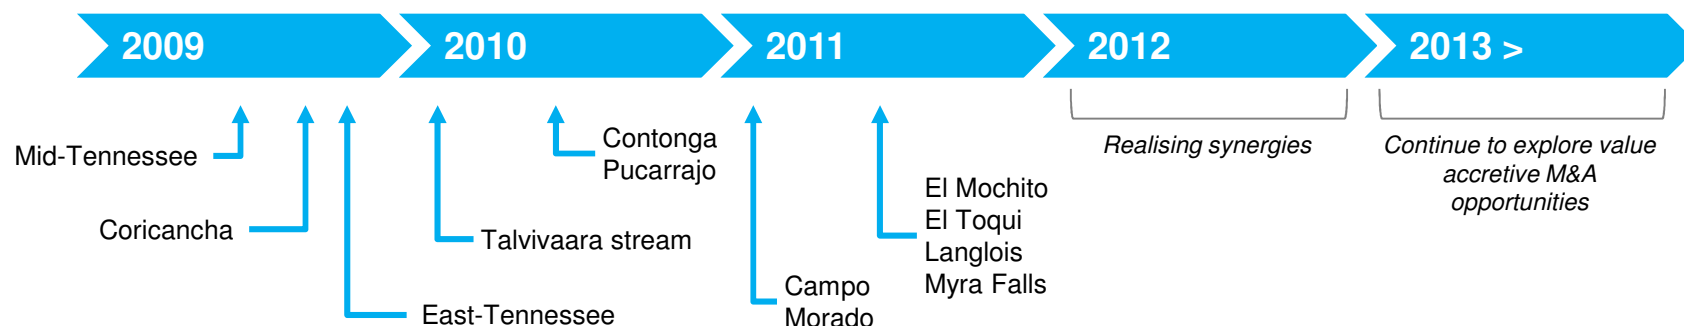 2009
2010
2011
2012
2013 >
Mid-Tennessee
Coricancha
East-Tennessee
Talvivaara stream
Contonga
Pucarrajo
Campo
Morado
El Mochito
El Toqui
Langlois
Myra Falls
Realising synergies
Continue to explore value
accretive M&A
opportunities